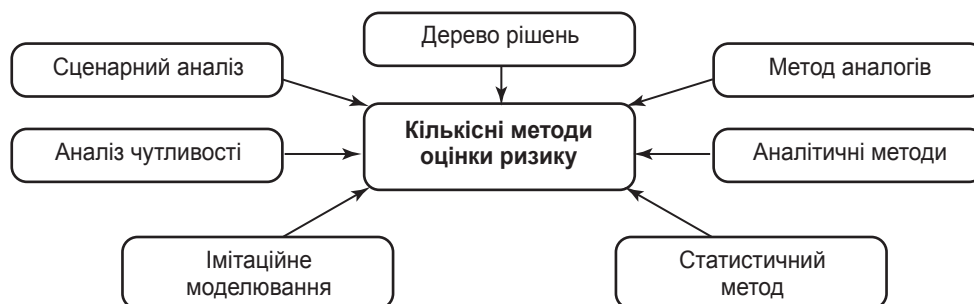 Дерево рішень
Сценарний аналіз
Метод аналогів
Кількісні методи
оцінки ризику
Аналіз чутливості
Аналітичні методи
Імітаційне
моделювання
Статистичний
метод